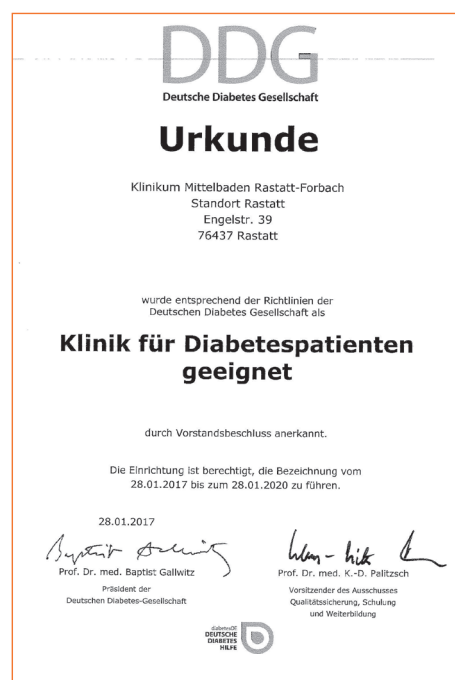 DDG
Deutsche Diabetes Gesellschaft
Urkunde
Klinikum Mittelbaden Rastatt-Forbach
Standort Rastatt
Engelstr. 39
76437 Rastatt
wurde entsprechend der Richtlinien der
Deutschen Diabetes Gesellschaft als
Klinik für Diabetespatienten
geeignet
durch Vorstandsbeschluss anerkannt.
Die Einrichtung ist berechtigt, die Bezeichnung vom
28.01.2017 bis zum 28.01.2020 zu führen.
28.01.2017
Prof. Dr. med. Baptist Gallwitz
Präsident der
Deutschen Diabetes-Gesellschaft
Prof. Dr. med. K.-D. Palitzsch
Vorsitzender des Ausschusses
Qualitätssicherung, Schulung
und Weiterbildung
diabetesDE
DEUTSCHE
DIABETES
HILFE